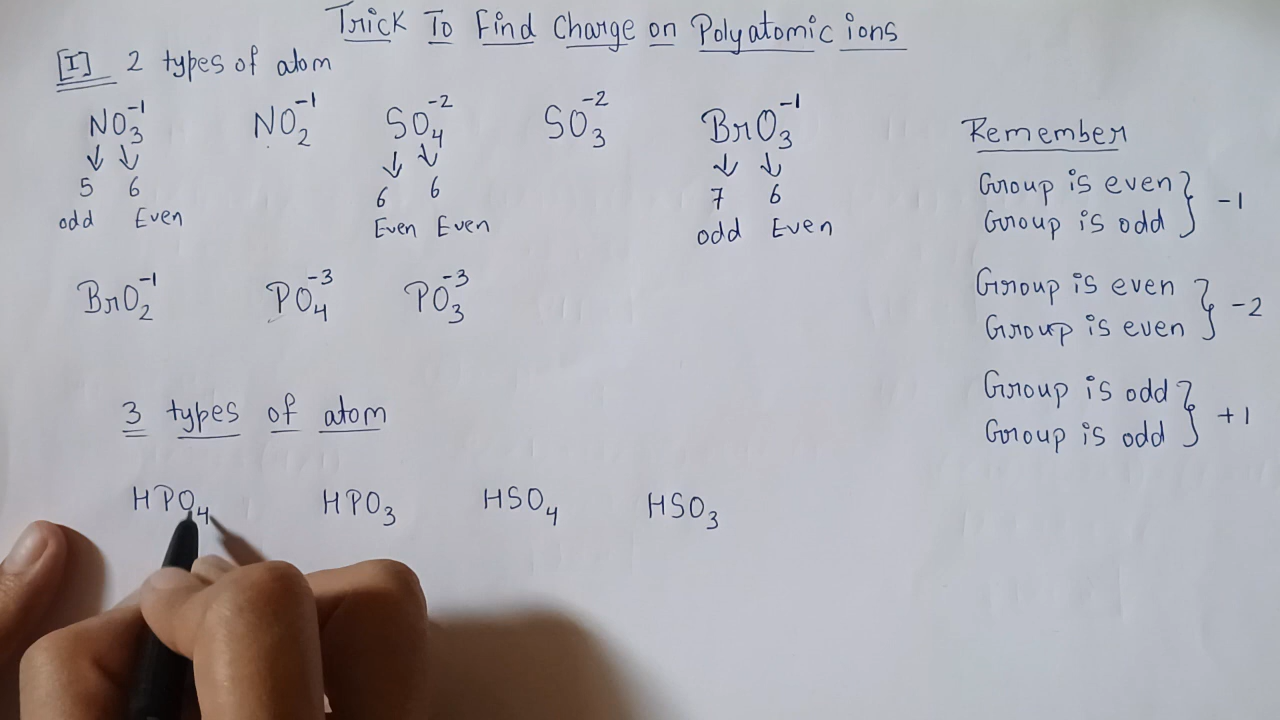 Trick To Find Charge on Polyatomic ions
[I] 2 types of atom
NO₃⁻¹ NO₂⁻¹ SO₄⁻² SO₃⁻² BrO₃⁻¹
5 6 6 6 7 6
odd Even Even Even odd Even
BrO₂⁻¹ PO₄⁻³ PO₃⁻³
3 types of atom
HPO₄ HPO₃ HSO₄ HSO₃
Remember
Group is even
Group is odd } -1
Group is even
Group is even } -2
Group is odd
Group is odd } +1